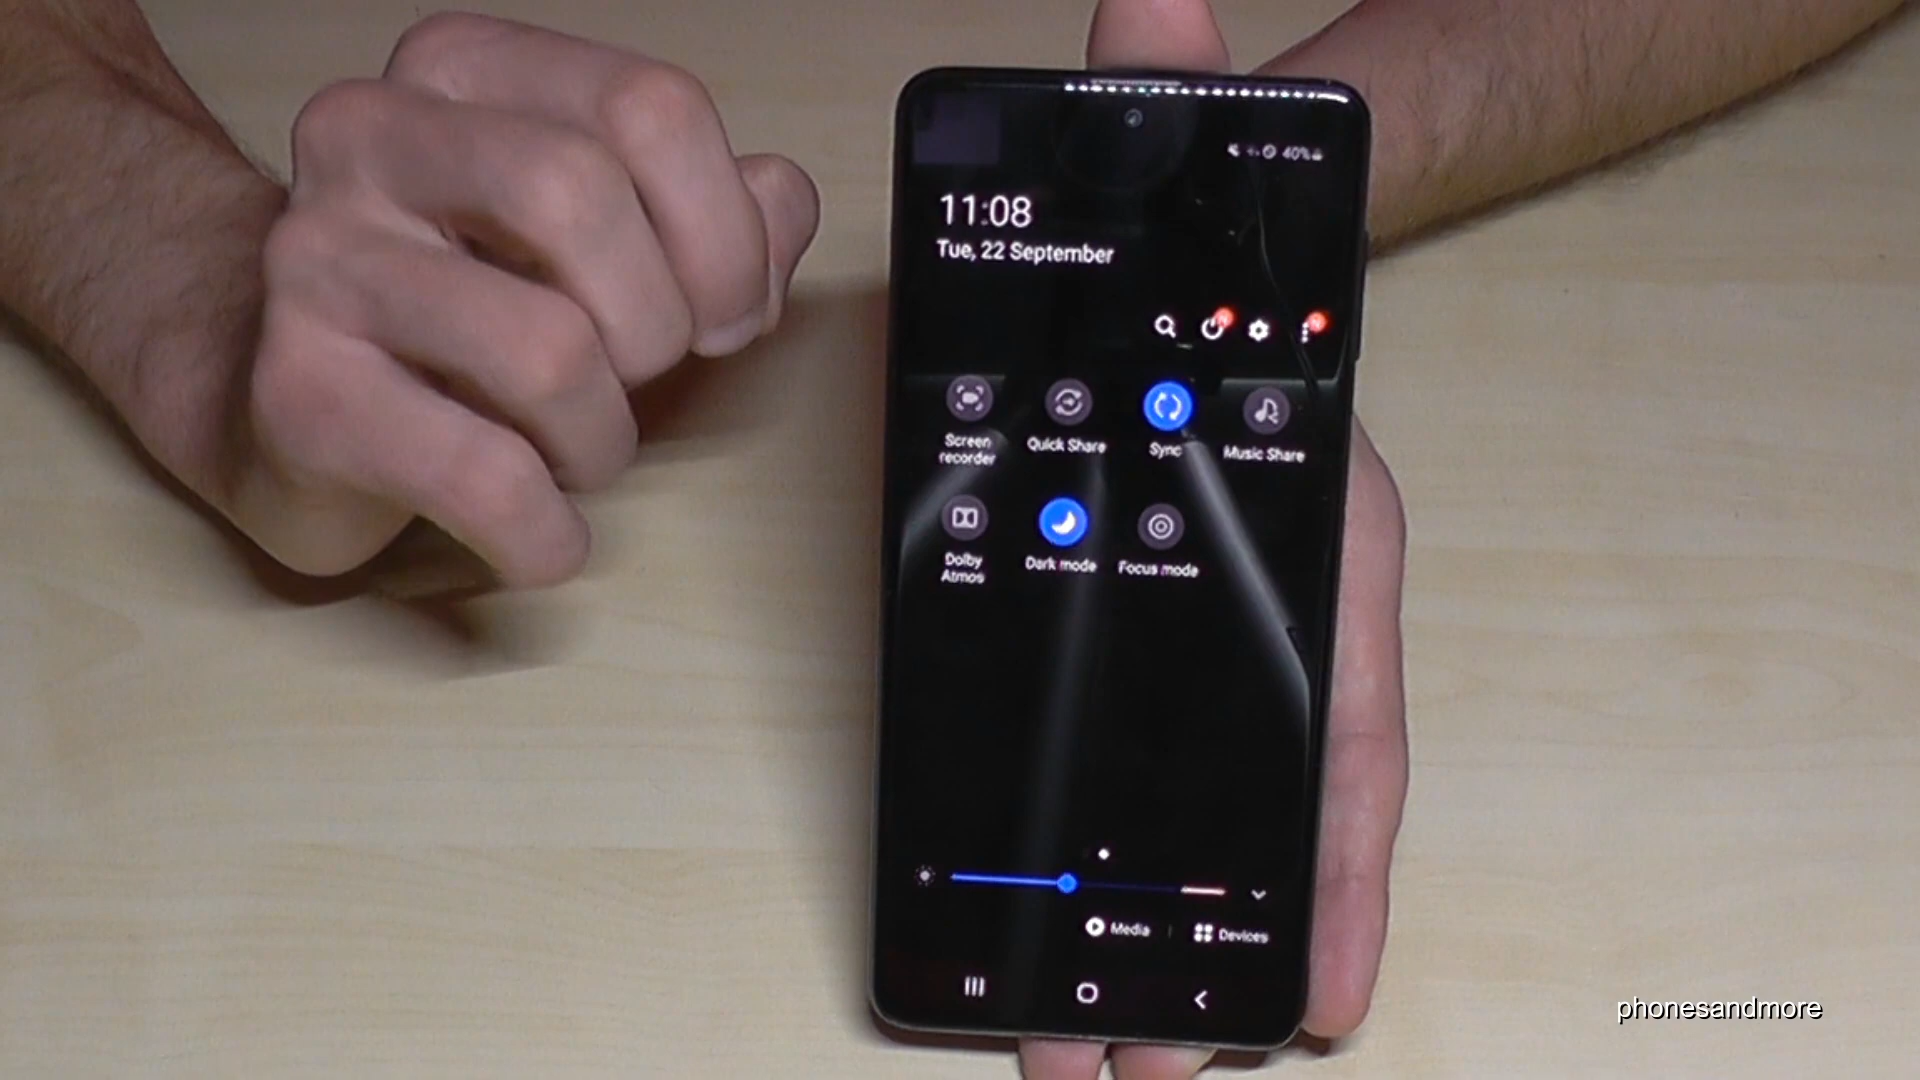 40%
11:08
Tue, 22 September
N
N
Screen
recorder
Quick Share
Sync
Music Share
Dolby
Atmos
Dark mode
Focus mode
Media
Devices
phonesandmore